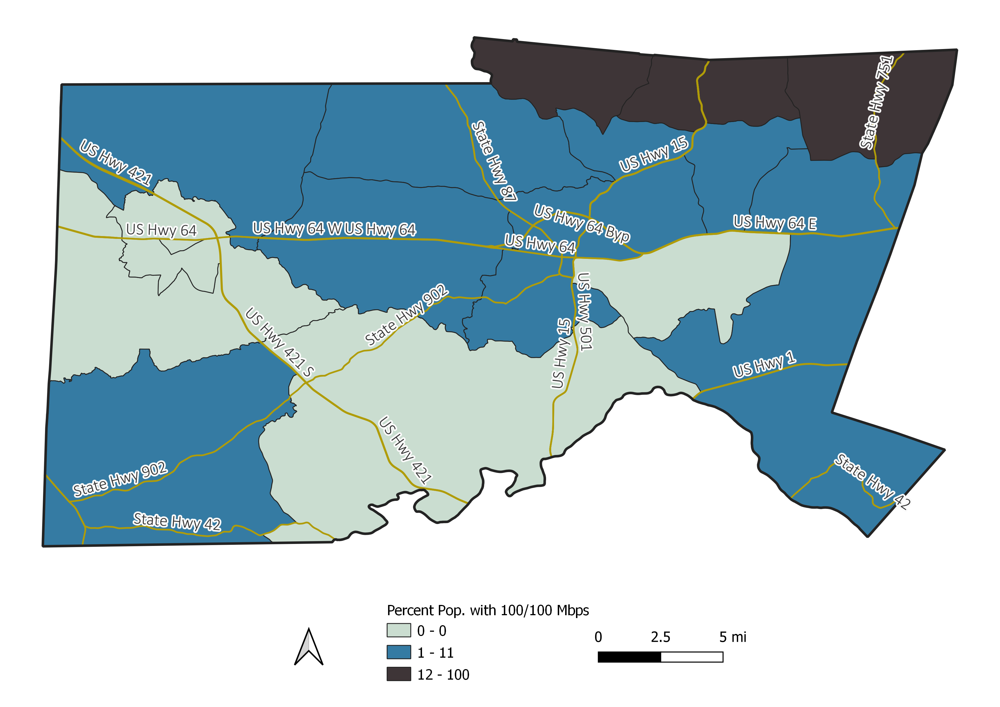 State Hwy 751
US Hwy 421
State Hwy 87
US Hwy 15
US Hwy 64
US Hwy 64 W
US Hwy 64
US Hwy 64 Byp
US Hwy 64 E
US Hwy 64
State Hwy 902
US Hwy 501
US Hwy 421 S
US Hwy 15
US Hwy 1
US Hwy 421
State Hwy 902
State Hwy 42
State Hwy 42
Percent Pop. with 100/100 Mbps
0 - 0
1 - 11
12 - 100
0 2.5 5 mi